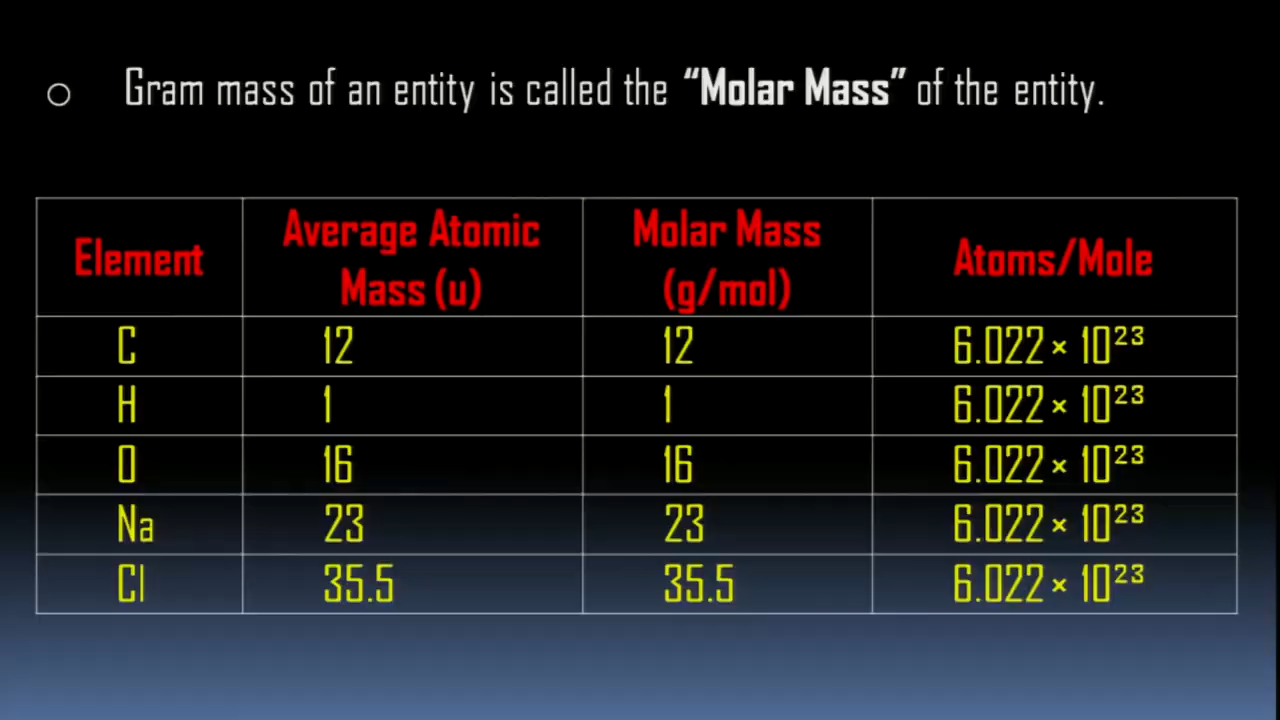 ○ Gram mass of an entity is called the “Molar Mass” of the entity.
Element Average Atomic Mass (u) Molar Mass (g/mol) Atoms/Mole
C 12 12 6.022 × 10²³
H 1 1 6.022 × 10²³
O 16 16 6.022 × 10²³
Na 23 23 6.022 × 10²³
Cl 35.5 35.5 6.022 × 10²³